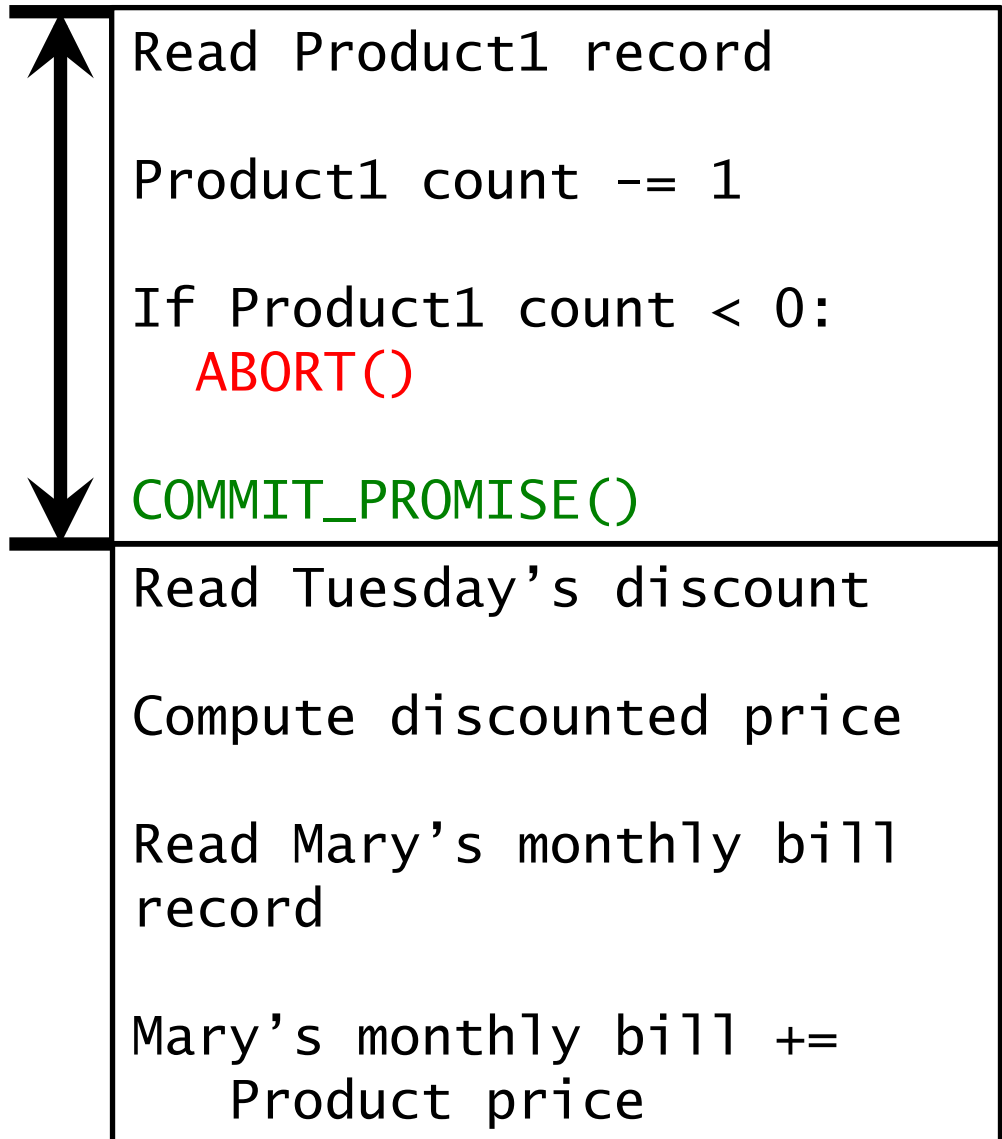 Read Product1 record
Product1 count -= 1
If Product1 count < 0:
ABORT()
COMMIT_PROMISE()
Read Tuesday’s discount
Compute discounted price
Read Mary’s monthly bill
record
Mary’s monthly bill +=
Product price